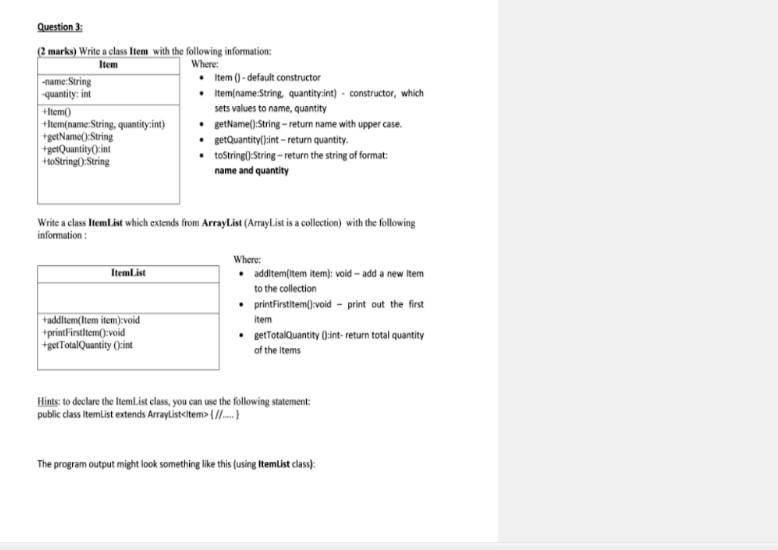 Question 3:
(2 marks) Write a class Item with the following information:
Item
-name:String
-quantity: int
+Item()
+Item(name:String, quantity:int)
+getName():String
+getQuantity():int
+toString():String
Where:
• Item () - default constructor
• Item(name:String, quantity:int) - constructor, which
sets values to name, quantity
• getName():String – return name with upper case.
• getQuantity():int – return quantity.
• toString():String – return the string of format:
name and quantity
Write a class ItemList which extends from ArrayList (ArrayList is a collection) with the following
information :
ItemList
+addItem(Item item):void
+printFirstItem():void
+getTotalQuantity ():int
Where:
• addItem(Item item): void – add a new Item
to the collection
• printFirstItem():void – print out the first
item
• getTotalQuantity ():int- return total quantity
of the Items
Hints: to declare the ItemList class, you can use the following statement:
public class ItemList extends ArrayList<Item> { //..... }
The program output might look something like this (using ItemList class):